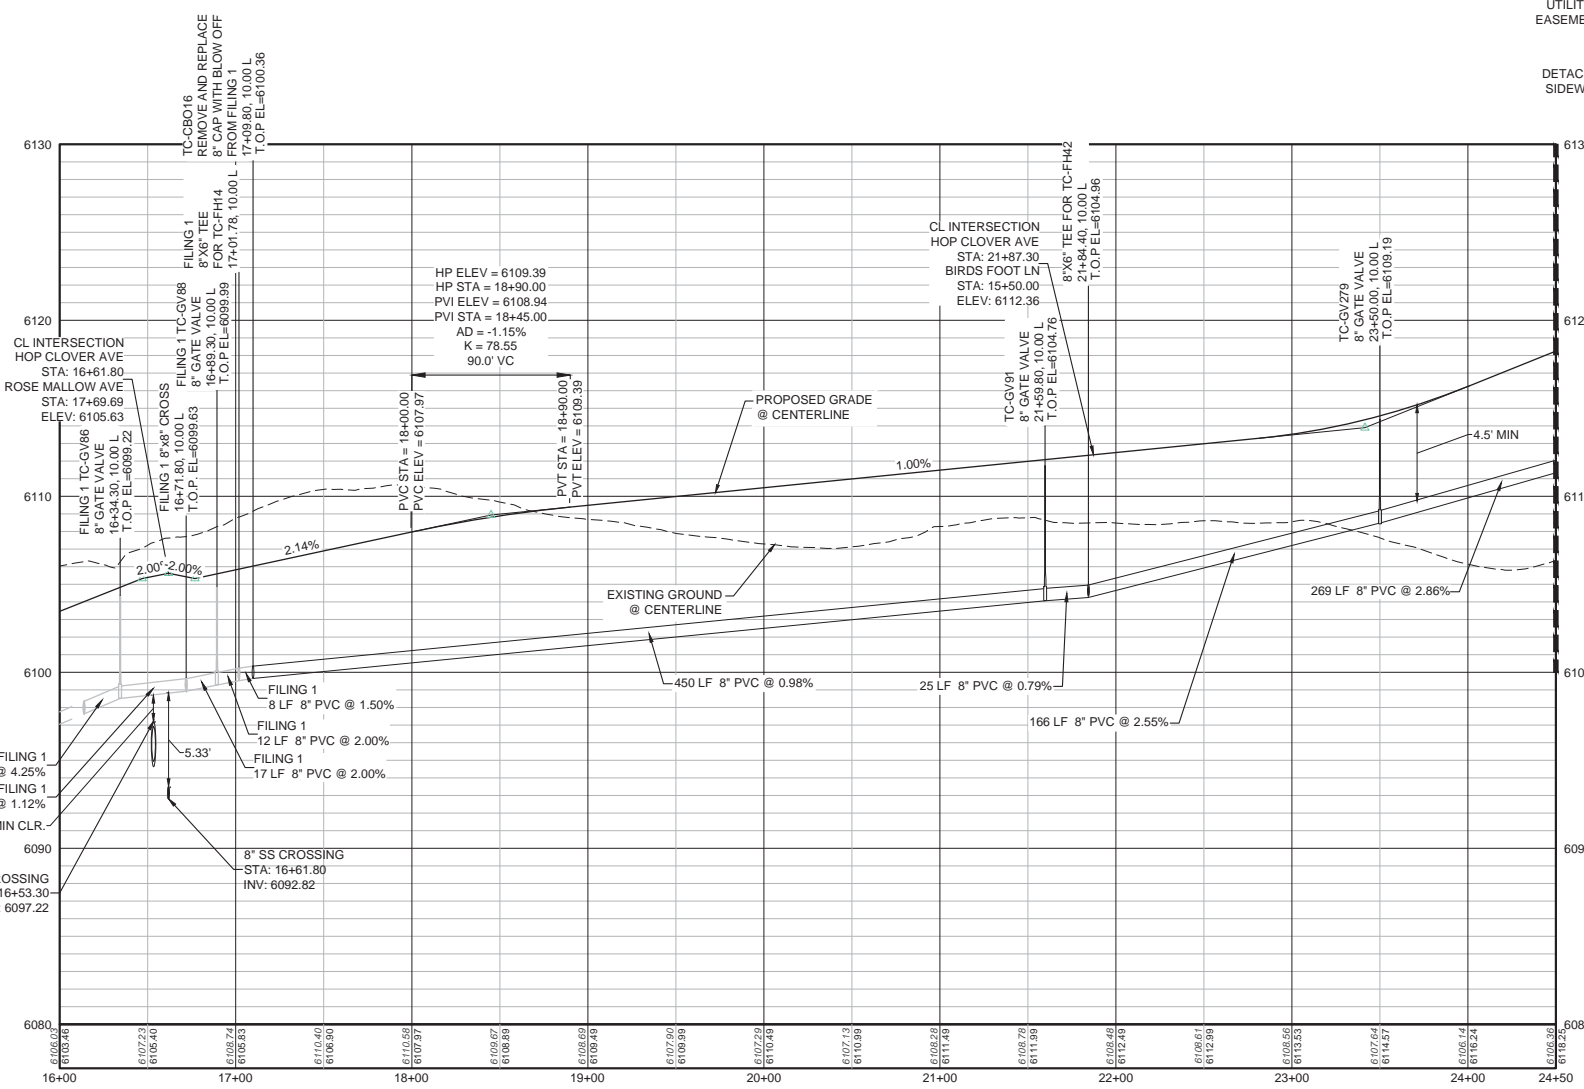 UTILIT
EASEME
DETAC
SIDEW
TC-CBO16
REMOVE AND REPLACE
8" CAP WITH BLOW OFF
FROM FILING 1
17+09.80, 10.00 L
T.O.P EL=6100.36
FILING 1
8"X6" TEE
FOR TC-FH14
17+01.78, 10.00 L
FILING 1 TC-GV88
8" GATE VALVE
16+89.30, 10.00 L
T.O.P EL=6099.99
FILING 1 8"x8" CROSS
16+71.80, 10.00 L
T.O.P. EL=6099.63
FILING 1 TC-GV86
8" GATE VALVE
16+34.30, 10.00 L
T.O.P EL=6099.22
CL INTERSECTION
HOP CLOVER AVE
STA: 16+61.80
ROSE MALLOW AVE
STA: 17+69.69
ELEV: 6105.63
HP ELEV = 6109.39
HP STA = 18+90.00
PVI ELEV = 6108.94
PVI STA = 18+45.00
AD = -1.15%
K = 78.55
90.0' VC
PVC STA = 18+00.00
PVC ELEV = 6107.97
PVT STA = 18+90.00
PVT ELEV = 6109.39
PROPOSED GRADE
@ CENTERLINE
CL INTERSECTION
HOP CLOVER AVE
STA: 21+87.30
BIRDS FOOT LN
STA: 15+50.00
ELEV: 6112.36
TC-GV91
8" GATE VALVE
21+59.80, 10.00 L
T.O.P EL=6104.76
8"X6" TEE FOR TC-FH42
21+84.40, 10.00 L
T.O.P EL=6104.96
TC-GV279
8" GATE VALVE
23+50.00, 10.00 L
T.O.P EL=6109.19
4.5' MIN
2.00%
-2.00%
2.14%
1.00%
EXISTING GROUND
@ CENTERLINE
269 LF 8" PVC @ 2.86%
450 LF 8" PVC @ 0.98%
25 LF 8" PVC @ 0.79%
166 LF 8" PVC @ 2.55%
FILING 1
8 LF 8" PVC @ 1.50%
FILING 1
12 LF 8" PVC @ 2.00%
FILING 1
17 LF 8" PVC @ 2.00%
5.33'
FILING 1
@ 4.25%
FILING 1
@ 1.12%
MIN CLR.
8" SS CROSSING
STA: 16+61.80
INV: 6092.82
OSSING
16+53.30
: 6097.22
6130
6120
6110
6100
6090
6080
613
612
611
610
609
608
6106.03 6103.46
6107.23 6105.40
6108.74 6105.83
6110.40 6106.90
6110.58 6107.97
6109.67 6108.89
6108.69 6109.49
6107.90 6109.99
6107.29 6110.49
6107.13 6110.99
6108.28 6111.49
6108.78 6111.99
6108.48 6112.49
6108.61 6112.99
6108.56 6113.53
6107.64 6114.57
6106.14 6116.24
6106.36 6118.25
16+00 17+00 18+00 19+00 20+00 21+00 22+00 23+00 24+00 24+50